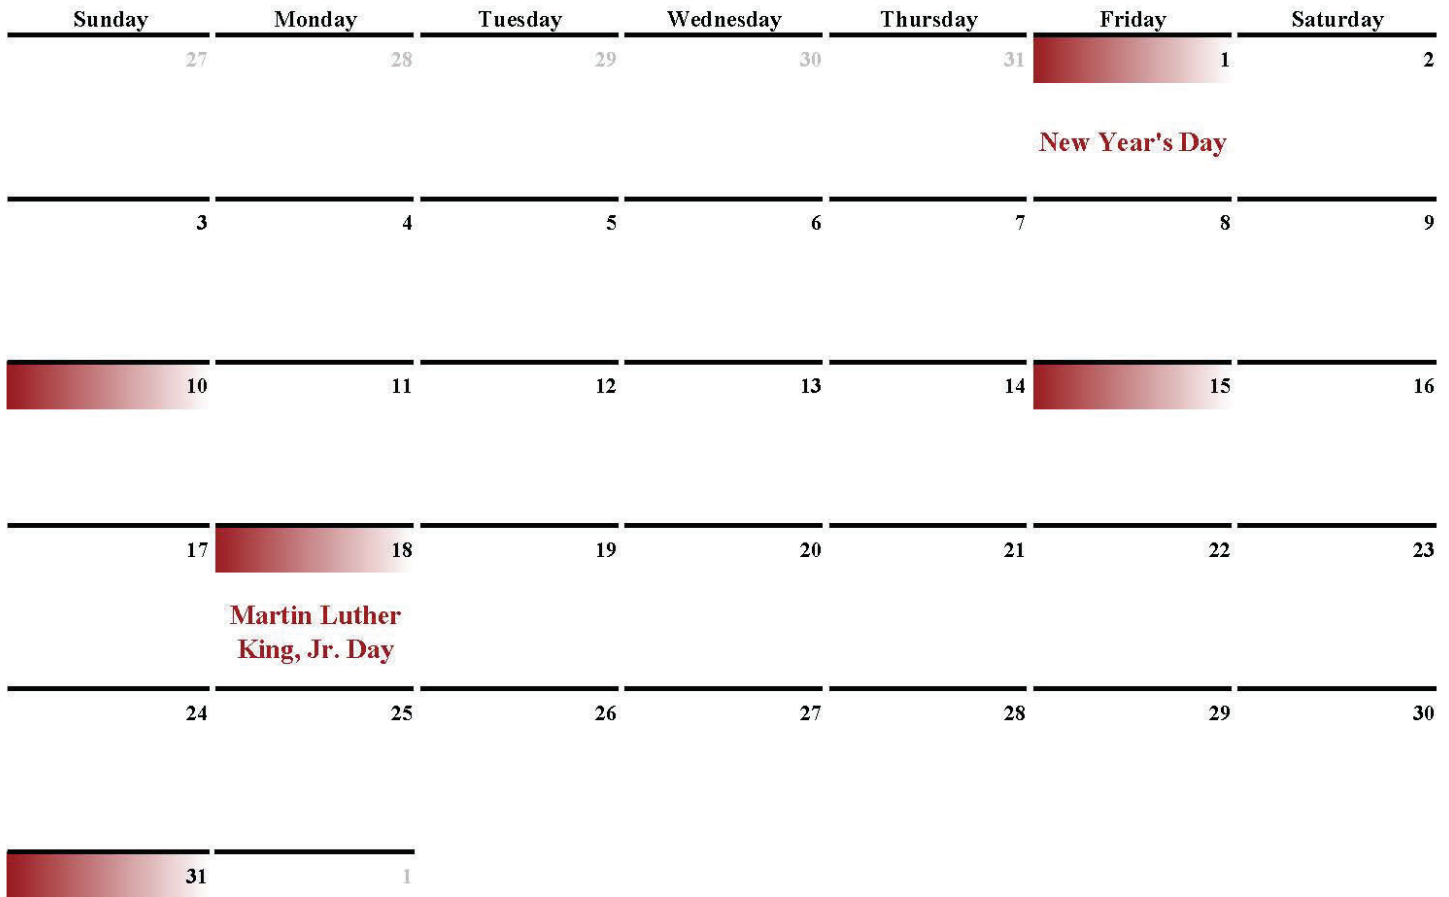 Sunday Monday Tuesday Wednesday Thursday Friday Saturday
27 28 29 30 31 1 2
New Year's Day
3 4 5 6 7 8 9
10 11 12 13 14 15 16
17 18 19 20 21 22 23
Martin Luther
King, Jr. Day
24 25 26 27 28 29 30
31 1